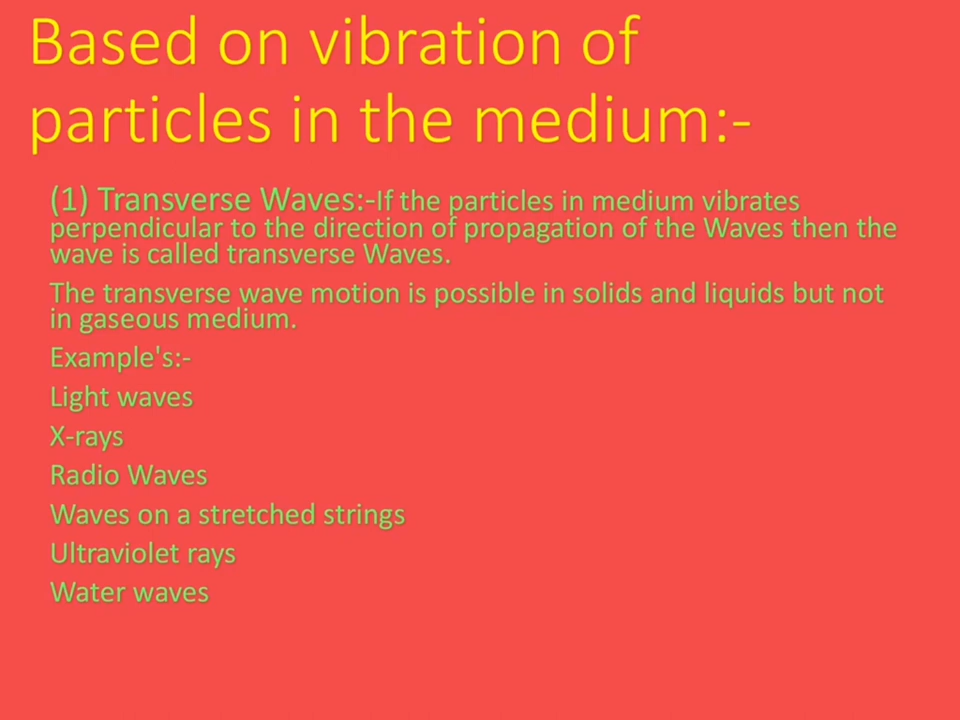 Based on vibration of
particles in the medium:-
(1) Transverse Waves:-If the particles in medium vibrates
perpendicular to the direction of propagation of the Waves then the
wave is called transverse Waves.
The transverse wave motion is possible in solids and liquids but not
in gaseous medium.
Example's:-
Light waves
X-rays
Radio Waves
Waves on a stretched strings
Ultraviolet rays
Water waves